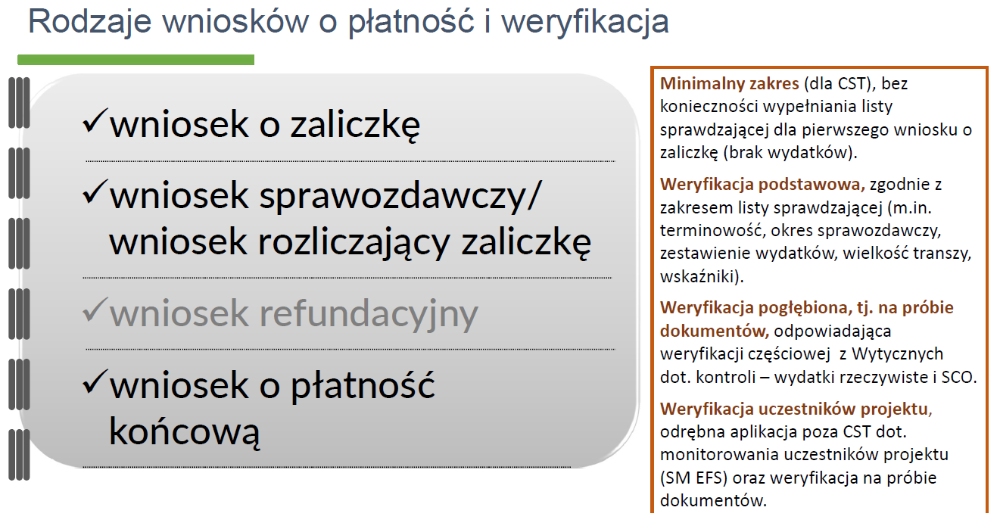 Rodzaje wniosków o płatność i weryfikacja
✓wniosek o zaliczkę
✓wniosek sprawozdawczy/
wniosek rozliczający zaliczkę
✓wniosek refundacyjny
✓wniosek o płatność
końcową
Minimalny zakres (dla CST), bez
konieczności wypełniania listy
sprawdzającej dla pierwszego wniosku o
zaliczkę (brak wydatków).
Weryfikacja podstawowa, zgodnie z
zakresem listy sprawdzającej (m.in.
terminowość, okres sprawozdawczy,
zestawienie wydatków, wielkość transzy,
wskaźniki).
Weryfikacja pogłębiona, tj. na próbie
dokumentów, odpowiadająca
weryfikacji częściowej z Wytycznych
dot. kontroli – wydatki rzeczywiste i SCO.
Weryfikacja uczestników projektu,
odrębna aplikacja poza CST dot.
monitorowania uczestników projektu
(SM EFS) oraz weryfikacja na próbie
dokumentów.